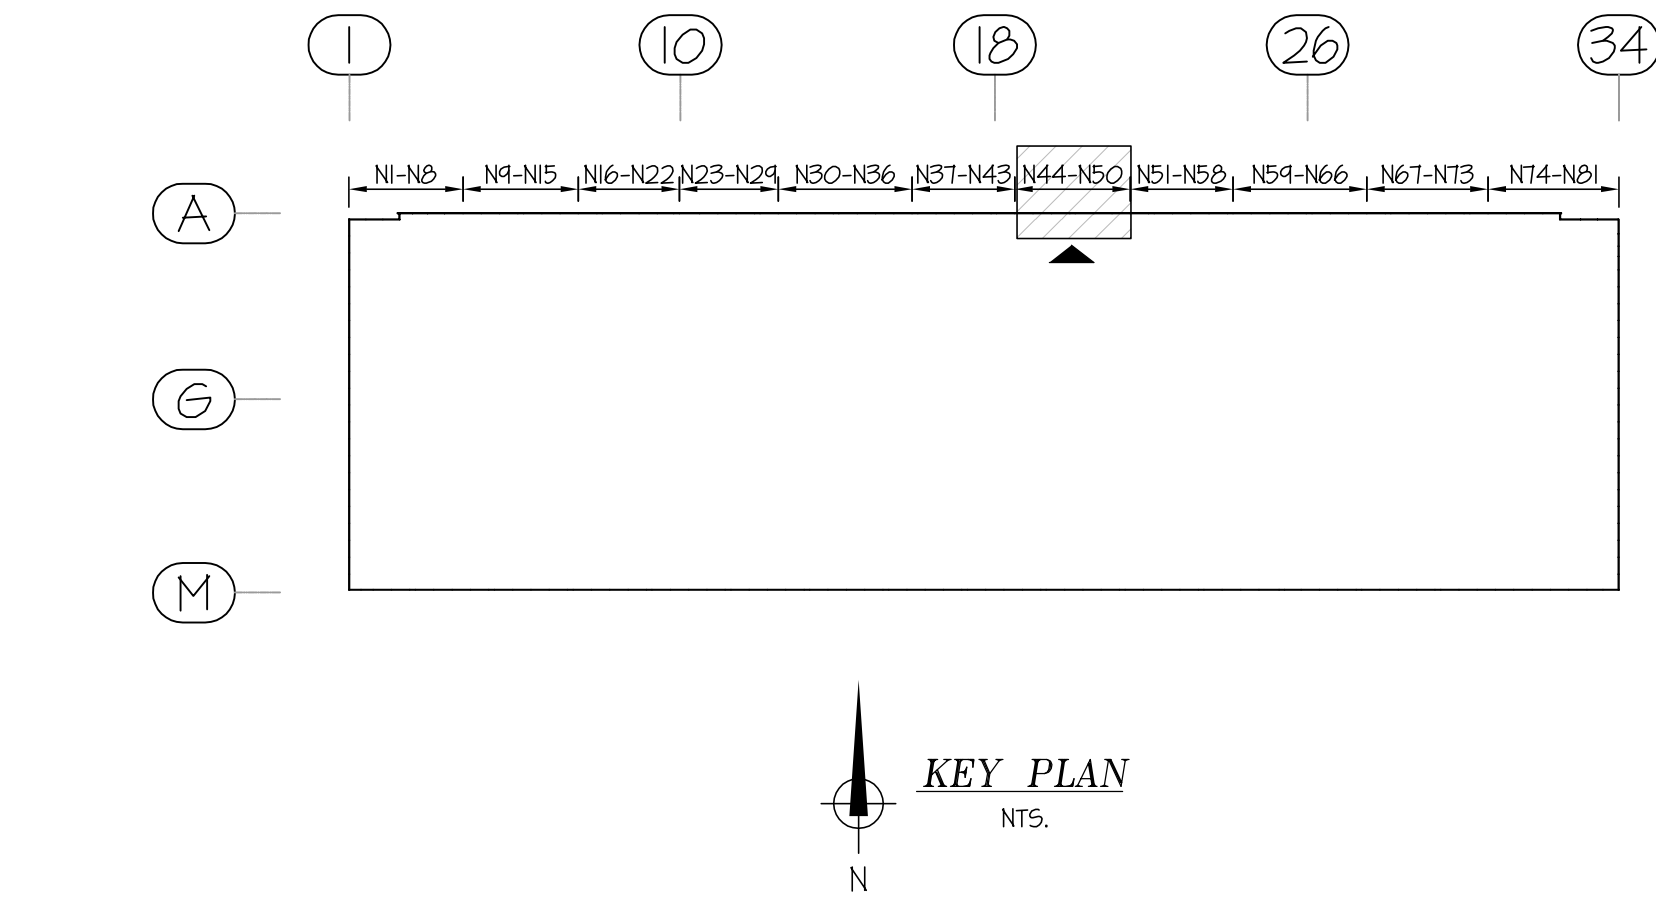 1 10 18 26 34
N1-N8 N9-N15 N16-N22 N23-N29 N30-N36 N37-N43 N44-N50 N51-N58 N59-N66 N67-N73 N74-N81
A
G
M
KEY PLAN
NTS.
N